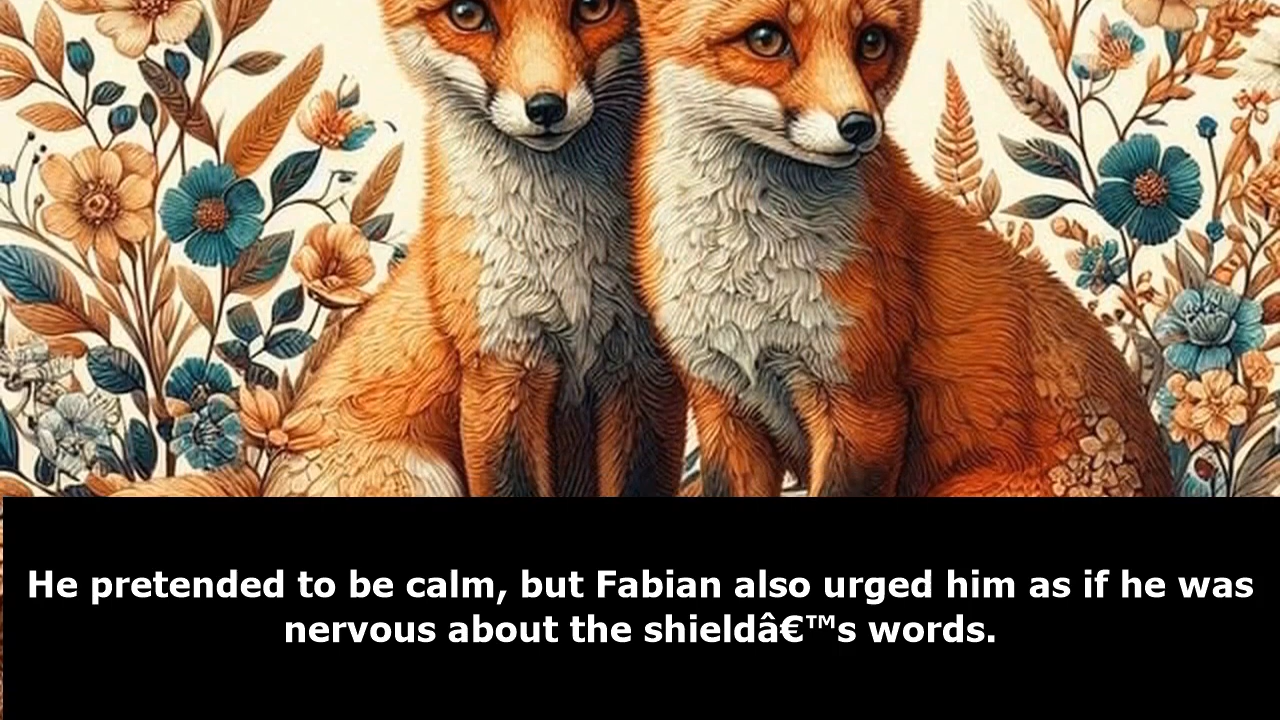 He pretended to be calm, but Fabian also urged him as if he was
nervous about the shieldâ€™s words.